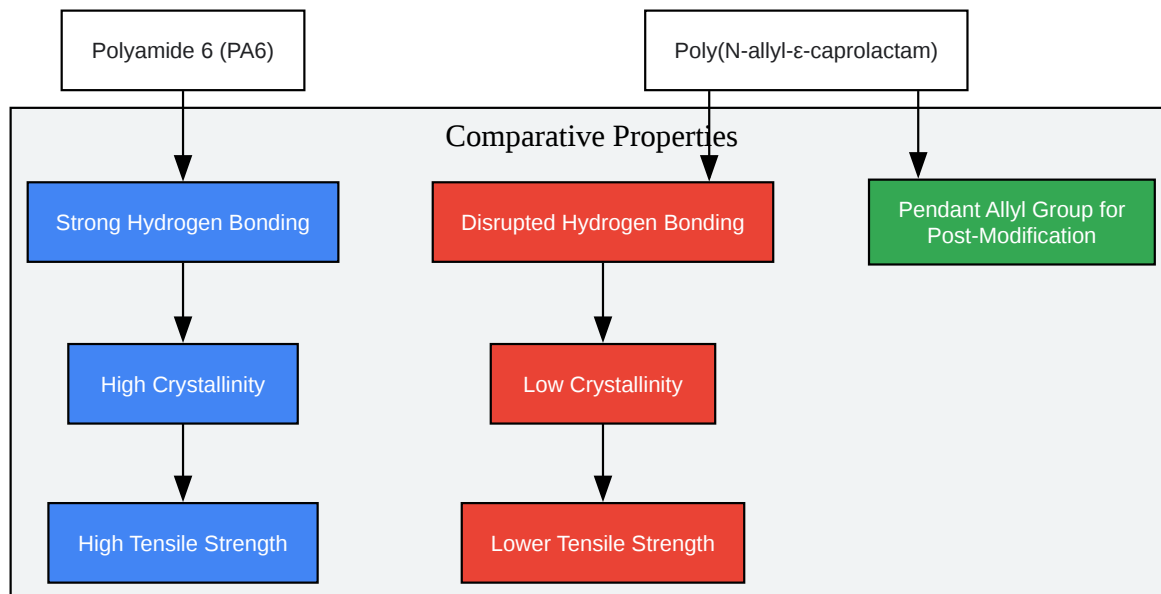 Polyamide 6 (PA6)
Poly(N-allyl-ε-caprolactam)
Comparative Properties
Strong Hydrogen Bonding
Disrupted Hydrogen Bonding
Pendant Allyl Group for
Post-Modification
High Crystallinity
Low Crystallinity
High Tensile Strength
Lower Tensile Strength